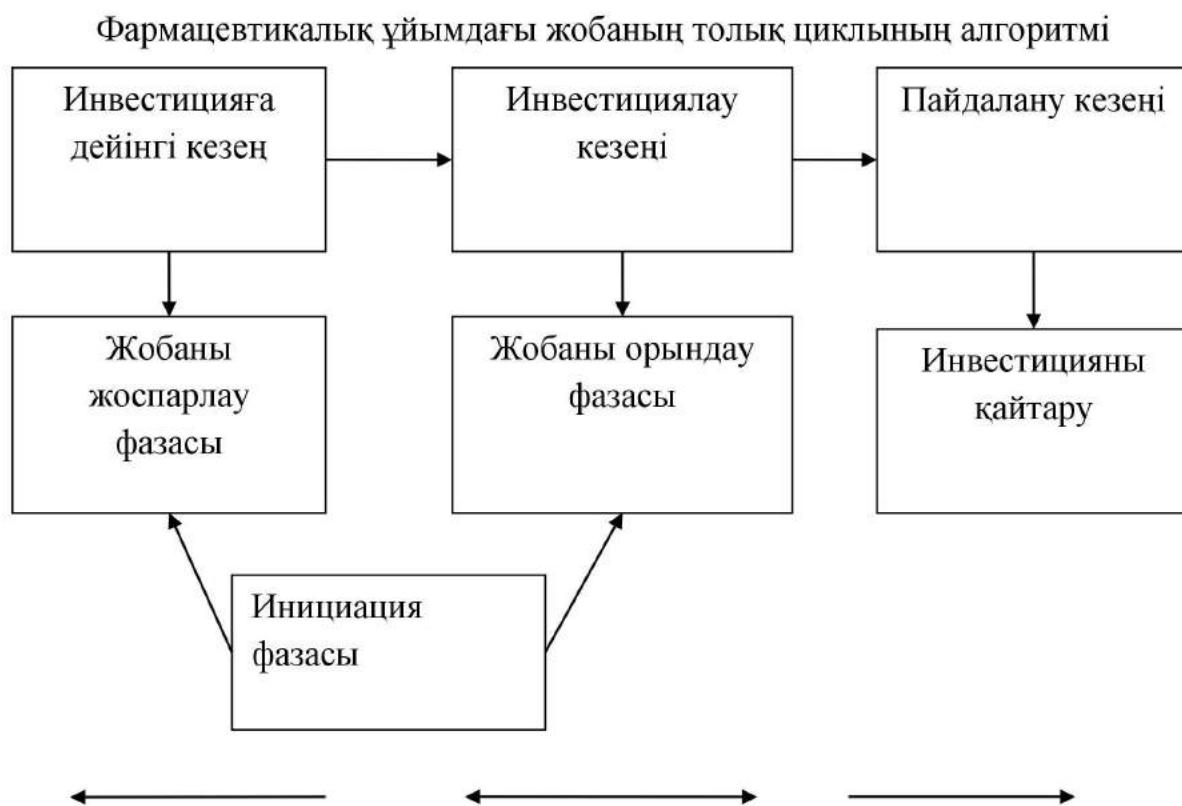 Фармацевтикалық ұйымдағы жобаның толық циклының алгоритмі
Инвестицияға
дейінгі кезең
Инвестициялау
кезеңі
Пайдалану кезеңі
Жобаны
жоспарлау
фазасы
Жобаны орындау
фазасы
Инвестицияны
қайтару
Инициация
фазасы